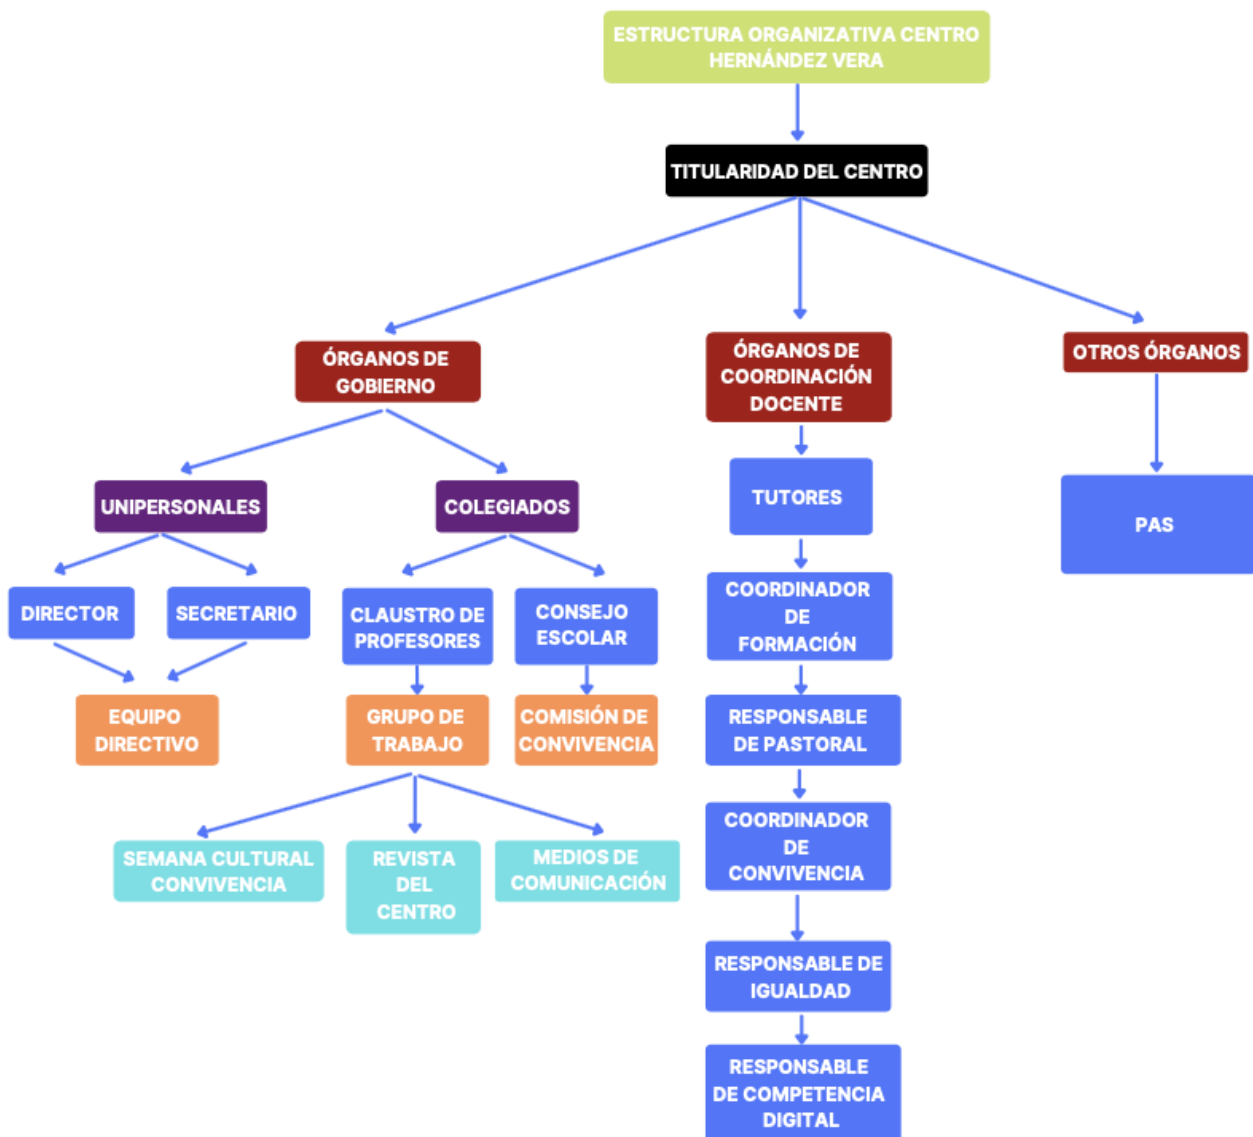 ESTRUCTURA ORGANIZATIVA CENTRO
HERNÁNDEZ VERA
TITULARIDAD DEL CENTRO
ÓRGANOS DE
GOBIERNO
ÓRGANOS DE
COORDINACIÓN
DOCENTE
OTROS ÓRGANOS
UNIPERSONALES
COLEGIADOS
TUTORES
PAS
DIRECTOR
SECRETARIO
CLAUSTRO DE
PROFESORES
CONSEJO
ESCOLAR
COORDINADOR
DE
FORMACIÓN
EQUIPO
DIRECTIVO
GRUPO DE
TRABAJO
COMISIÓN DE
CONVIVENCIA
RESPONSABLE
DE PASTORAL
SEMANA CULTURAL
CONVIVENCIA
REVISTA
DEL
CENTRO
MEDIOS DE
COMUNICACIÓN
COORDINADOR
DE
CONVIVENCIA
RESPONSABLE DE
IGUALDAD
RESPONSABLE
DE COMPETENCIA
DIGITAL